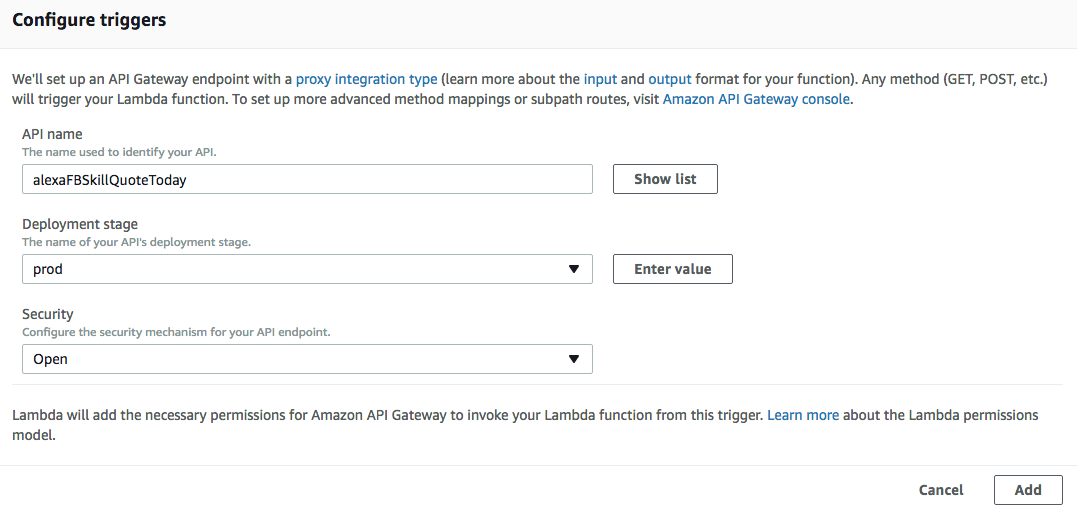 Configure triggers
We'll set up an API Gateway endpoint with a proxy integration type (learn more about the input and output format for your function). Any method (GET, POST, etc.)
will trigger your Lambda function. To set up more advanced method mappings or subpath routes, visit Amazon API Gateway console.
API name
The name used to identify your API.
alexaFBSkillQuoteToday
Show list
Deployment stage
The name of your API's deployment stage.
prod
Enter value
Security
Configure the security mechanism for your API endpoint.
Open
Lambda will add the necessary permissions for Amazon API Gateway to invoke your Lambda function from this trigger. Learn more about the Lambda permissions
model.
Cancel
Add